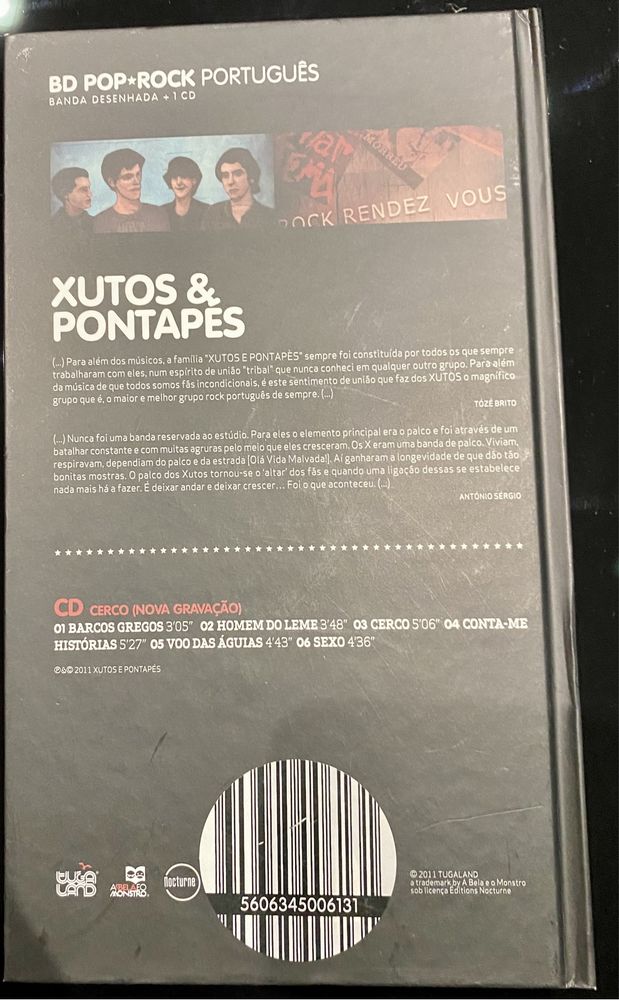 BD POP★ROCK PORTUGUÊS
BANDA DESENHADA + 1 CD
MORREU
ROCK RENDEZ VOUS
XUTOS &
PONTAPÉS
(...) Para além dos músicos, a família "XUTOS E PONTAPÉS" sempre foi constituída por todos os que sempre
trabalharam com eles, num espírito de união "tribal" que nunca conheci em qualquer outro grupo. Para além
da música de que todos somos fãs incondicionais, é este sentimento de união que faz dos XUTOS o magnífico
grupo que é, o maior e melhor grupo rock português de sempre. (...)
TÓZÉ BRITO
(...) Nunca foi uma banda reservada ao estúdio. Para eles o elemento principal era o palco e foi através de um
batalhar constante e com muitas agruras pelo meio que eles cresceram. Os X eram uma banda de palco. Viviam,
respiravam, dependiam do palco e da estrada [Olá Vida Malvada!]. Aí ganharam a longevidade de que dão tão
bonitas mostras. O palco dos Xutos tornou-se o 'altar' dos fãs e quando uma ligação dessas se estabelece
nada mais há a fazer. É deixar andar e deixar crescer... Foi o que aconteceu. (...)
ANTÓNIO SÉRGIO
CD CERCO (NOVA GRAVAÇÃO)
01 BARCOS GREGOS 3'05" 02 HOMEM DO LEME 3'48" 03 CERCO 5'06" 04 CONTA-ME
HISTÓRIAS 5'27" 05 VOO DAS ÁGUIAS 4'43" 06 SEXO 4'36"
℗&© 2011 XUTOS E PONTAPÉS
TUGA
LAND
A BELA E O
MONSTRO
Nocturne
5606345006131
© 2011 TUGALAND
a trademark by A Bela e o Monstro
sob licença Éditions Nocturne